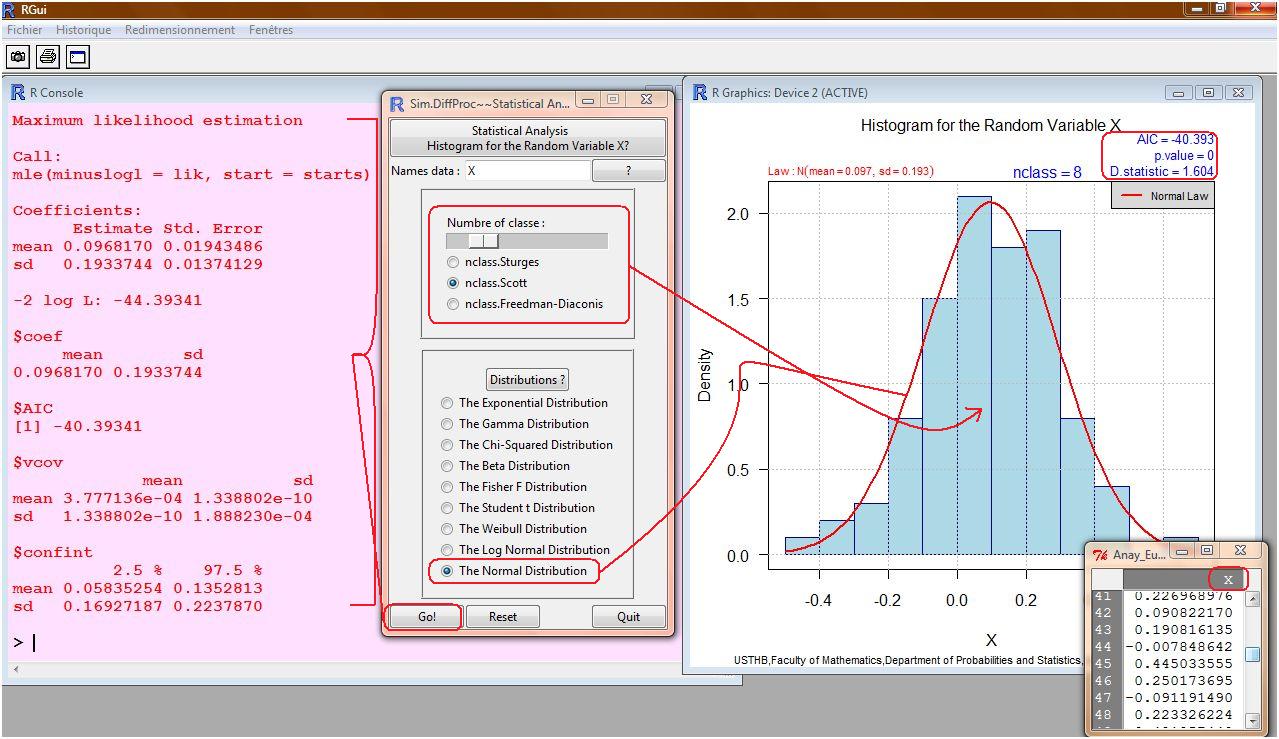 RGui
Fichier Historique Redimensionnement Fenêtres
R Console
Maximum likelihood estimation
Call:
mle(minuslogl = lik, start = starts)
Coefficients:
Estimate Std. Error
mean 0.0968170 0.01943486
sd 0.1933744 0.01374129
-2 log L: -44.39341
$coef
mean sd
0.0968170 0.1933744
$AIC
[1] -40.39341
$vcov
mean sd
mean 3.777136e-04 1.338802e-10
sd 1.338802e-10 1.888230e-04
$confint
2.5 % 97.5 %
mean 0.05835254 0.1352813
sd 0.16927187 0.2237870
>
Sim.DiffProc~~Statistical An...
Statistical Analysis
Histogram for the Random Variable X?
Names data : X ?
Numbre of classe :
nclass.Sturges
nclass.Scott
nclass.Freedman-Diaconis
Distributions ?
The Exponential Distribution
The Gamma Distribution
The Chi-Squared Distribution
The Beta Distribution
The Fisher F Distribution
The Student t Distribution
The Weibull Distribution
The Log Normal Distribution
The Normal Distribution
Go! Reset Quit
R Graphics: Device 2 (ACTIVE)
Histogram for the Random Variable X
AIC = -40.393
p.value = 0
D.statistic = 1.604
Law : N(mean = 0.097, sd = 0.193)
nclass = 8
Normal Law
2.0
1.5
1.0
0.5
0.0
Density
-0.4 -0.2 0.0 0.2
X
USTHB,Faculty of Mathematics,Department of Probabilities and Statistics,
Anay_Eu...
X
41 0.226968976
42 0.090822170
43 0.190816135
44 -0.007848642
45 0.445033555
46 0.250173695
47 -0.091191490
48 0.223326224